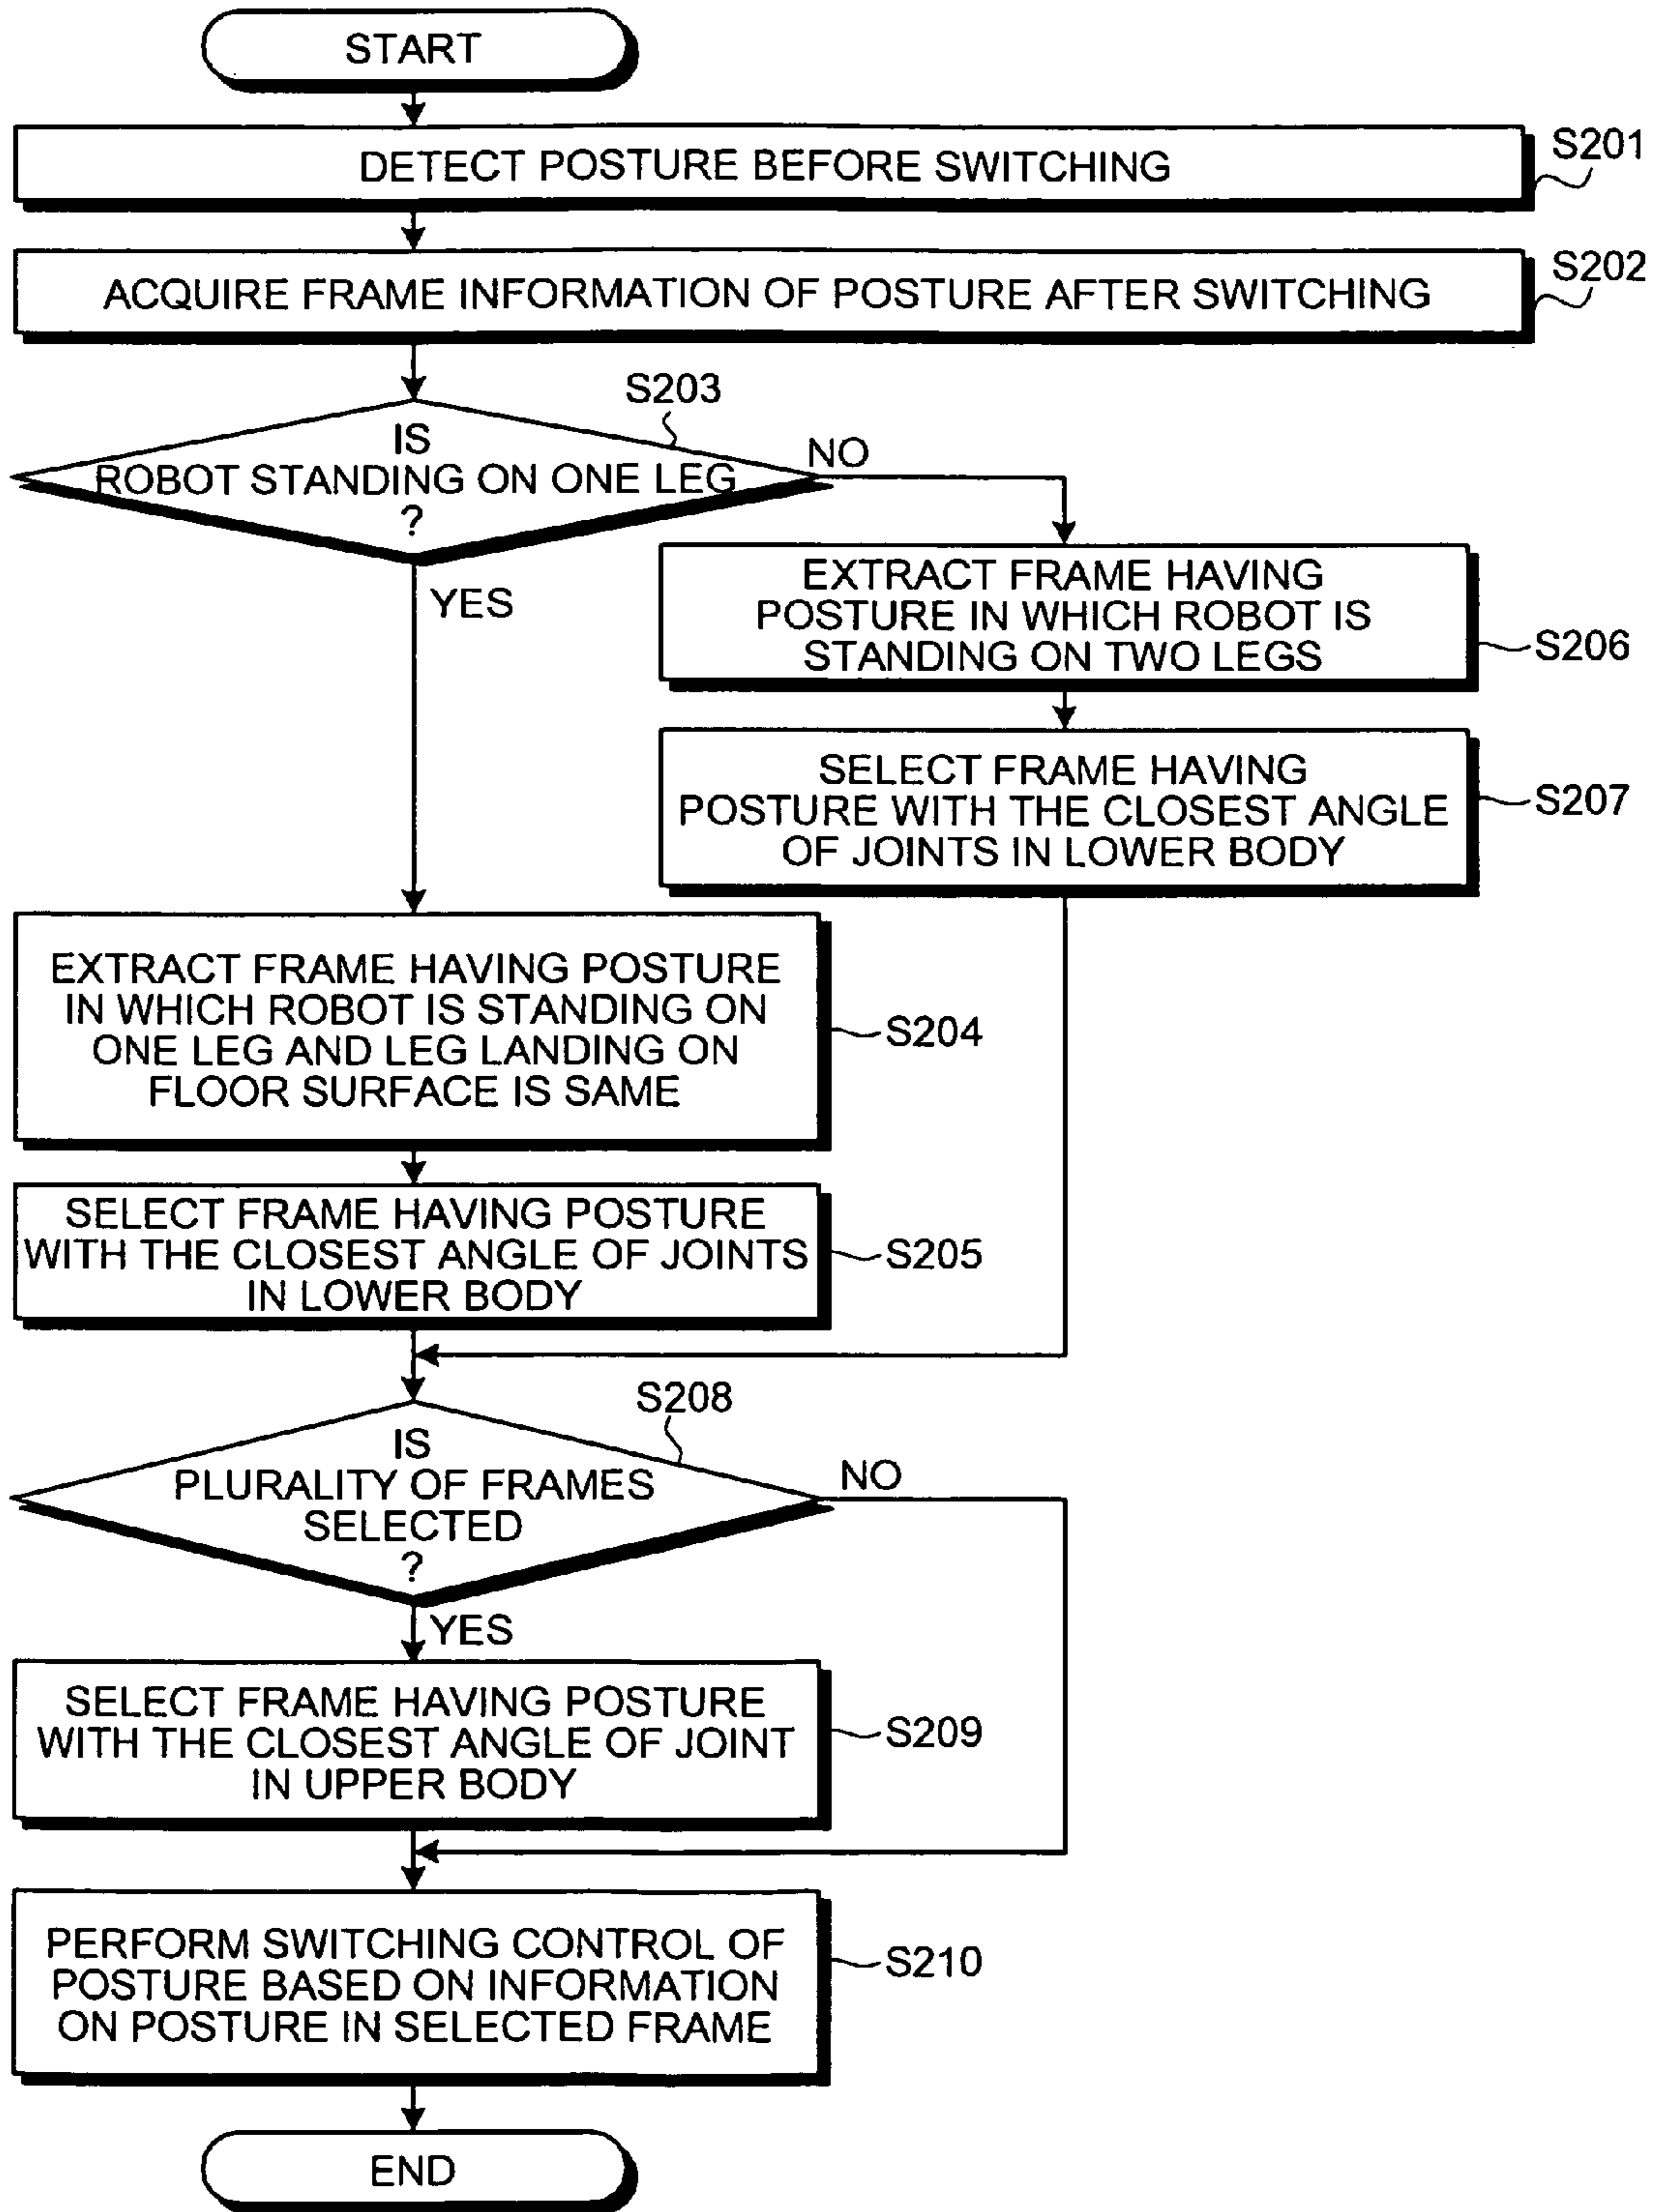 START
DETECT POSTURE BEFORE SWITCHING
S201
ACQUIRE FRAME INFORMATION OF POSTURE AFTER SWITCHING
S202
S203
IS
ROBOT STANDING ON ONE LEG
?
NO
YES
EXTRACT FRAME HAVING
POSTURE IN WHICH ROBOT IS
STANDING ON TWO LEGS
S206
SELECT FRAME HAVING
POSTURE WITH THE CLOSEST ANGLE
OF JOINTS IN LOWER BODY
S207
EXTRACT FRAME HAVING POSTURE
IN WHICH ROBOT IS STANDING ON
ONE LEG AND LEG LANDING ON
FLOOR SURFACE IS SAME
S204
SELECT FRAME HAVING POSTURE
WITH THE CLOSEST ANGLE OF JOINTS
IN LOWER BODY
S205
S208
IS
PLURALITY OF FRAMES
SELECTED
?
NO
YES
SELECT FRAME HAVING POSTURE
WITH THE CLOSEST ANGLE OF JOINT
IN UPPER BODY
S209
PERFORM SWITCHING CONTROL OF
POSTURE BASED ON INFORMATION
ON POSTURE IN SELECTED FRAME
S210
END